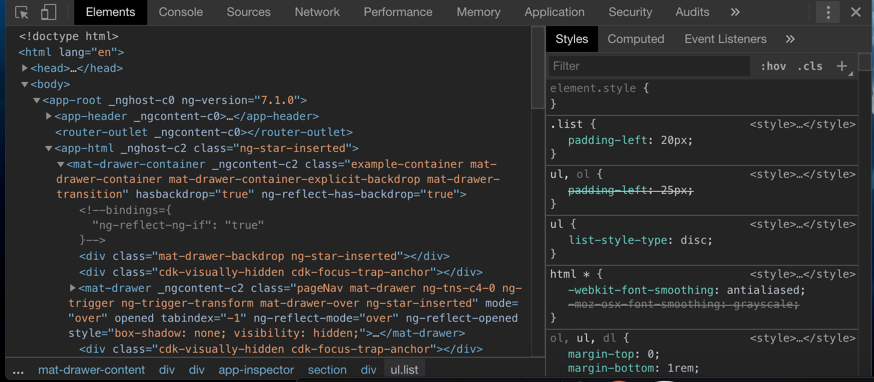 Elements Console Sources Network Performance Memory Application Security Audits »
<!doctype html>
<html lang="en">
<head>…</head>
<body>
<app-root _nghost-c0 ng-version="7.1.0">
<app-header _ngcontent-c0>…</app-header>
<router-outlet _ngcontent-c0></router-outlet>
<app-html _nghost-c2 class="ng-star-inserted">
<mat-drawer-container _ngcontent-c2 class="example-container mat-
drawer-container mat-drawer-container-explicit-backdrop mat-drawer-
transition" hasbackdrop="true" ng-reflect-has-backdrop="true">
<!--bindings={
"ng-reflect-ng-if": "true"
}-->
<div class="mat-drawer-backdrop ng-star-inserted"></div>
<div class="cdk-visually-hidden cdk-focus-trap-anchor"></div>
<mat-drawer _ngcontent-c2 class="pageNav mat-drawer ng-tns-c4-0 ng-
trigger ng-trigger-transform mat-drawer-over ng-star-inserted" mode=
"over" opened tabindex="-1" ng-reflect-mode="over" ng-reflect-opened
style="box-shadow: none; visibility: hidden;">…</mat-drawer>
<div class="cdk-visually-hidden cdk-focus-trap-anchor"></div>
... mat-drawer-content div div app-inspector section div ul.list
Styles Computed Event Listeners »
Filter :hov .cls +
element.style {
}
.list { <style>…</style>
padding-left: 20px;
}
ul, ol { <style>…</style>
padding-left: 25px;
}
ul { <style>…</style>
list-style-type: disc;
}
html * { <style>…</style>
-webkit-font-smoothing: antialiased;
-moz-osx-font-smoothing: grayscale;
}
ol, ul, dl { <style>…</style>
margin-top: 0;
margin-bottom: 1rem;